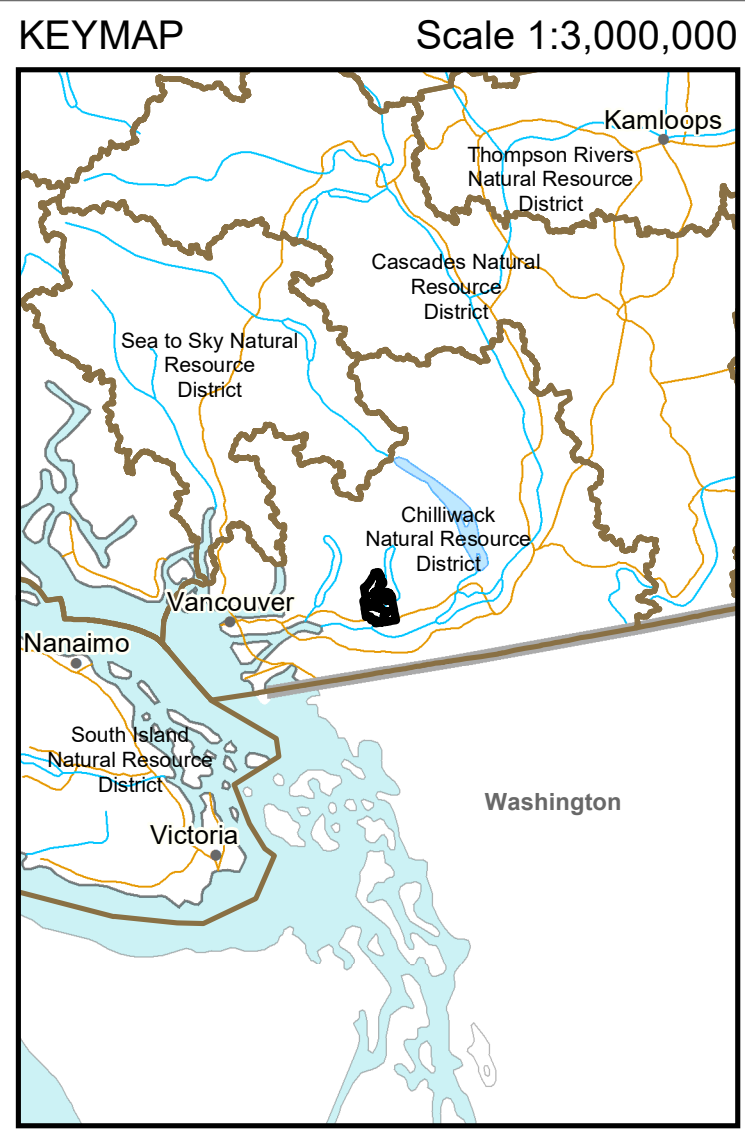 KEYMAP Scale 1:3,000,000
Kamloops
Thompson Rivers
Natural Resource
District
Cascades Natural
Resource
District
Sea to Sky Natural
Resource
District
Chilliwack
Natural Resource
District
Vancouver
Nanaimo
South Island
Natural Resource
District
Washington
Victoria